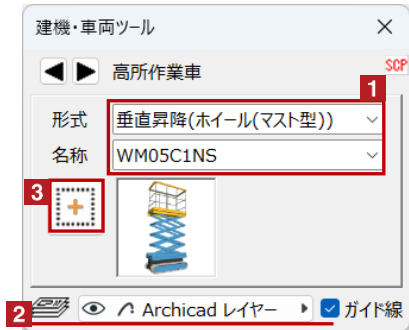 建機・車両ツール
高所作業車
SCP
1
形式 垂直昇降(ホイール(マスト型))
名称 WM05C1NS
3
2
Archicad レイヤー ガイド線